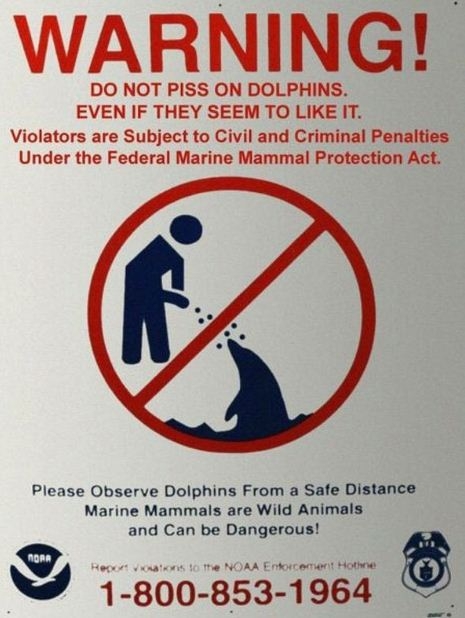 WARNING!
DO NOT PISS ON DOLPHINS.
EVEN IF THEY SEEM TO LIKE IT.
Violators are Subject to Civil and Criminal Penalties
Under the Federal Marine Mammal Protection Act.
Please Observe Dolphins From a Safe Distance
Marine Mammals are Wild Animals
and Can be Dangerous!
NOAA
Report violations to the NOAA Enforcement Hotline
1-800-853-1964